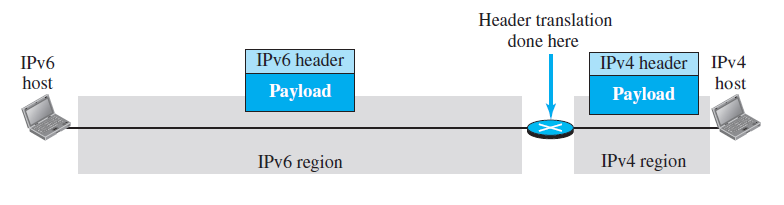 Header translation
done here
IPv6
host
IPv6 header
Payload
IPv4 header
Payload
IPv4
host
IPv6 region
IPv4 region